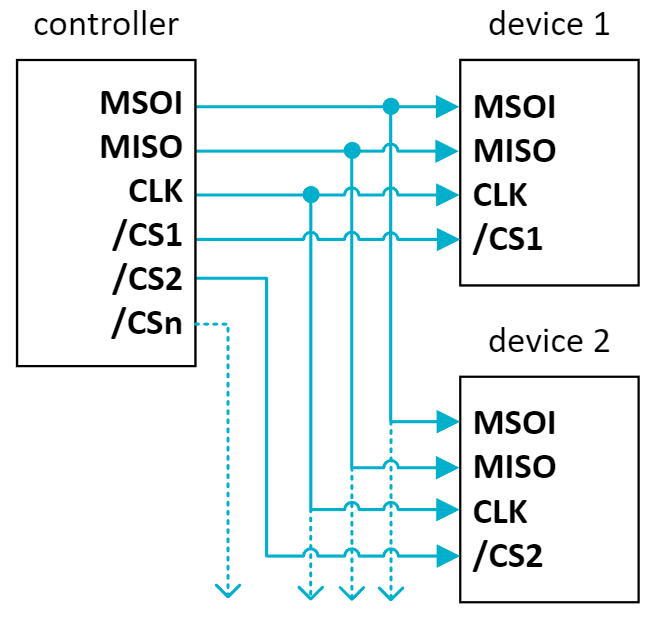 controller
MSOI
MISO
CLK
/CS1
/CS2
/CSn
device 1
MSOI
MISO
CLK
/CS1
device 2
MSOI
MISO
CLK
/CS2